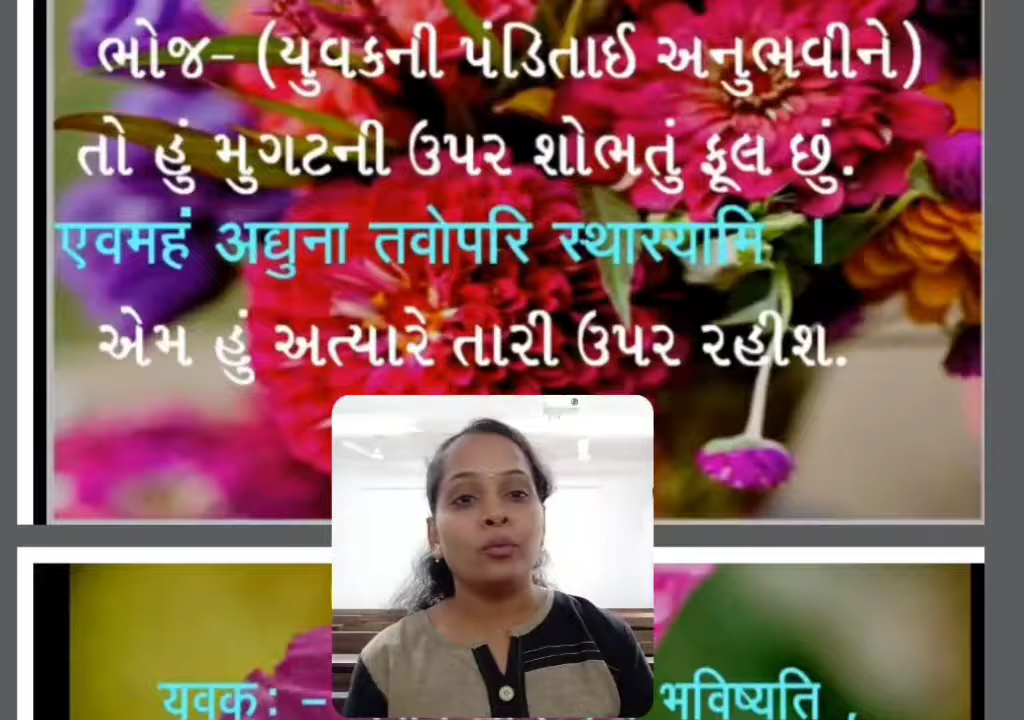 ભોજ- (યુવકની પંડિતાઈ અનુભવીને)
તો હું મુગટની ઉપર શોભતું ફૂલ છું.
एवमहं अद्युना तवोपरि स्थास्यामि ।
એમ હું અત્યારે તારી ઉપર રહીશ.
युवकः - भविष्यति ,